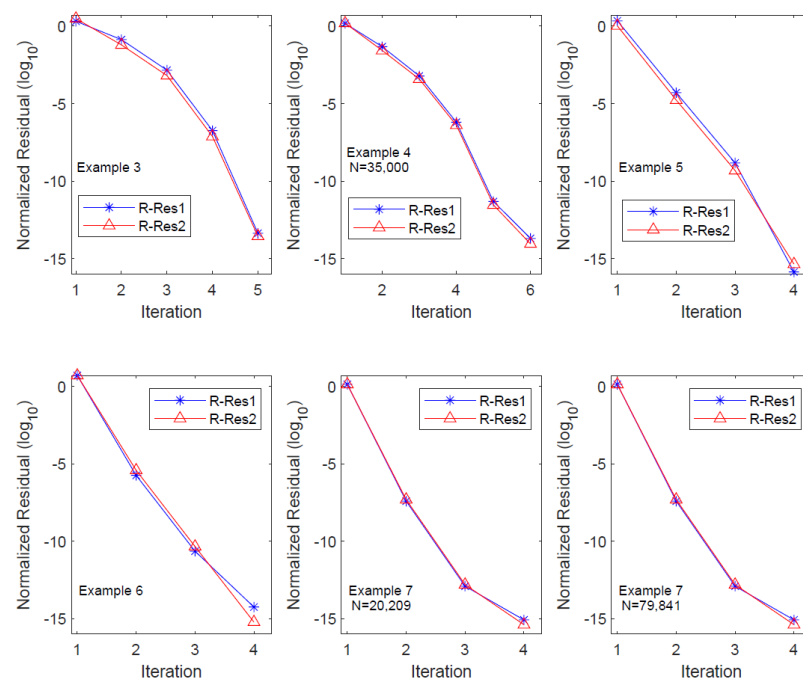 Normalized Residual (log10)
0
-5
-10
-15
Example 3
R-Res1
R-Res2
1 2 3 4 5
Iteration
Normalized Residual (log10)
0
-5
-10
-15
Example 4
N=35,000
R-Res1
R-Res2
2 4 6
Iteration
Normalized Residual (log10)
0
-5
-10
-15
Example 5
R-Res1
R-Res2
1 2 3 4
Iteration
Normalized Residual (log10)
0
-5
-10
-15
R-Res1
R-Res2
Example 6
1 2 3 4
Iteration
Normalized Residual (log10)
0
-5
-10
-15
R-Res1
R-Res2
Example 7
N=20,209
1 2 3 4
Iteration
Normalized Residual (log10)
0
-5
-10
-15
R-Res1
R-Res2
Example 7
N=79,841
1 2 3 4
Iteration